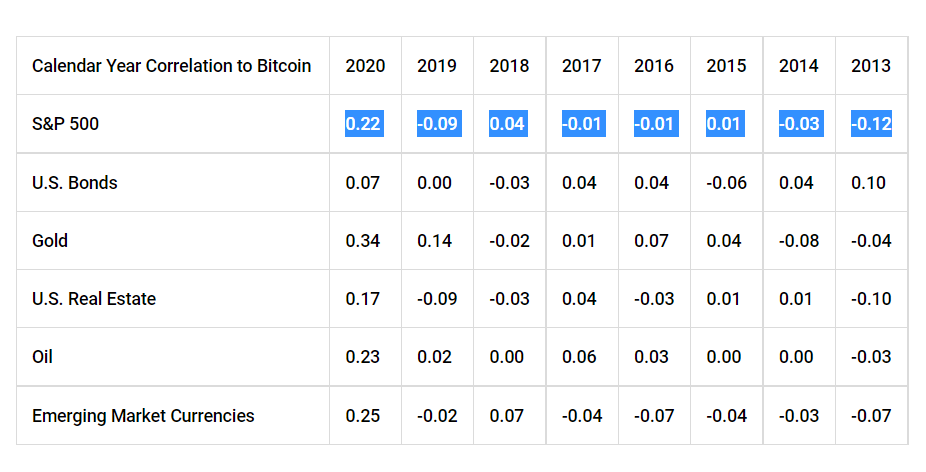 Calendar Year Correlation to Bitcoin 2020 2019 2018 2017 2016 2015 2014 2013
S&P 500 0.22 -0.09 0.04 -0.01 -0.01 0.01 -0.03 -0.12
U.S. Bonds 0.07 0.00 -0.03 0.04 0.04 -0.06 0.04 0.10
Gold 0.34 0.14 -0.02 0.01 0.07 0.04 -0.08 -0.04
U.S. Real Estate 0.17 -0.09 -0.03 0.04 -0.03 0.01 0.01 -0.10
Oil 0.23 0.02 0.00 0.06 0.03 0.00 0.00 -0.03
Emerging Market Currencies 0.25 -0.02 0.07 -0.04 -0.07 -0.04 -0.03 -0.07